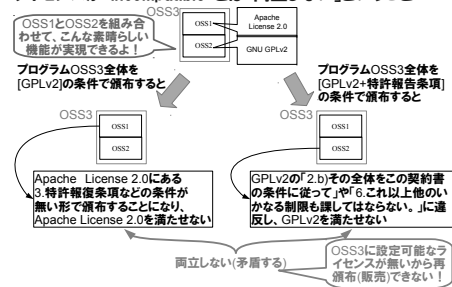 OSS1とOSS2を組み合
わせて、こんな素晴らしい
機能が実現できるよ！
OSS3
OSS1
OSS2
Apache
License 2.0
GNU GPLv2
プログラムOSS3全体を
[GPLv2]の条件で頒布すると
プログラムOSS3全体を
[GPLv2+特許報告条項]
の条件で頒布すると
OSS3
OSS1
OSS2
OSS3
OSS1
OSS2
Apache License 2.0にある
3.特許報復条項などの条件が
無い形で頒布することになり、
Apache License 2.0を満たせない
GPLv2の「2.b)その全体をこの契約書
の条件に従って」や「6.これ以上他のい
かなる制限も課してはならない。」に違
反し、GPLv2を満たせない
両立しない(矛盾する)
OSS3に設定可能なラ
イセンスが無いから再
頒布(販売)できない！